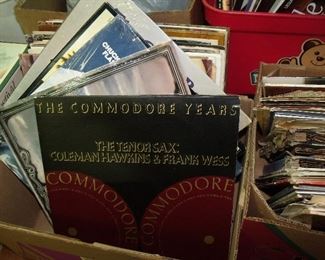 THE COMMODORE YEARS
THE TENOR SAX:
COLEMAN HAWKINS & FRANK WESS
COMMODORE
COMMODORE